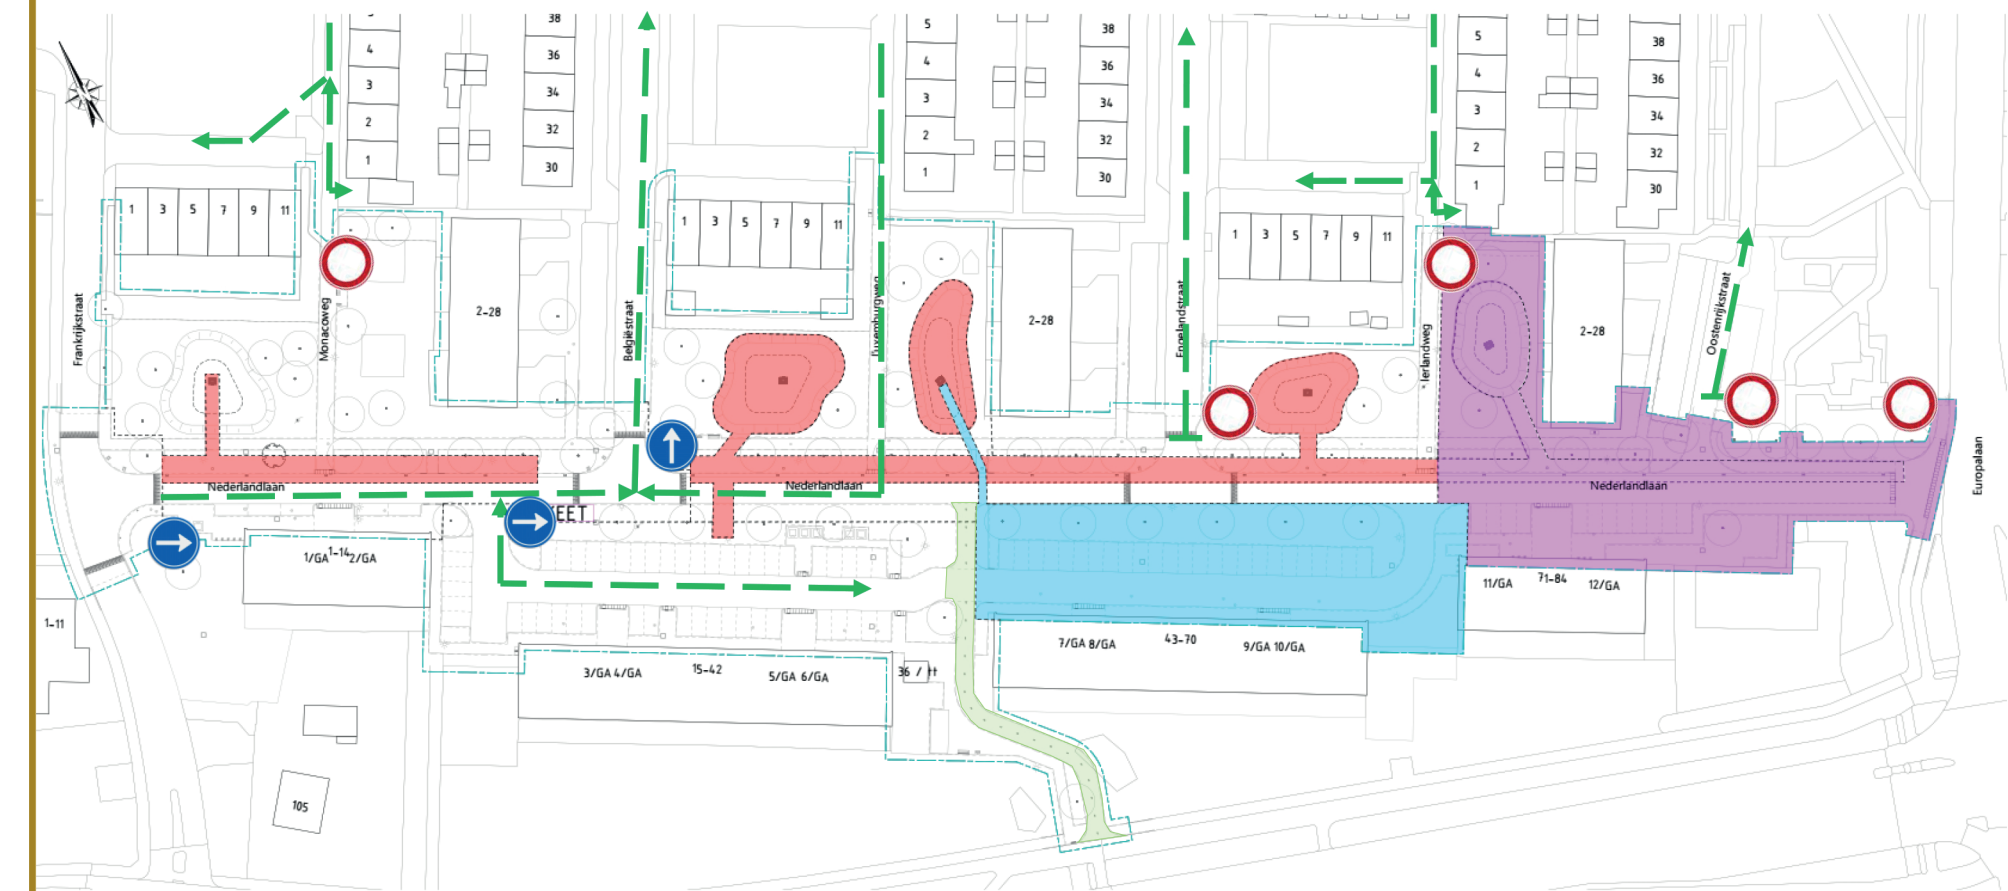 5
4
3
2
1
38
36
34
32
30
5
4
3
2
1
38
36
34
32
30
5
4
3
2
1
38
36
34
32
30
1 3 5 7 9 11
1 3 5 7 9 11
1 3 5 7 9 11
2-28
2-28
2-28
Frankrijkstraat
Monacoweg
Belgiëstraat
Luxemburgweg
Engelandstraat
Ierlandweg
Oostenrijkstraat
Europalaan
Nederlandlaan
Nederlandlaan
Nederlandlaan
EET
1/GA 1-14 2/GA
11/GA 71-84 12/GA
1-11
7/GA 8/GA 43-70 9/GA 10/GA
3/GA 4/GA 15-42 5/GA 6/GA
36 / tt
105